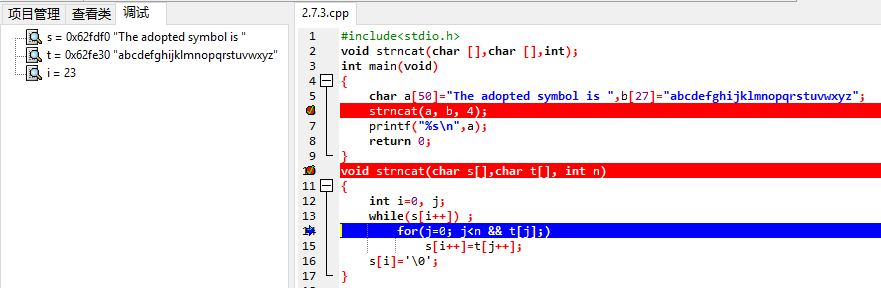 项目管理 查看类 调试
s = 0x62fdf0 "The adopted symbol is "
t = 0x62fe30 "abcdefghijklmnopqrstuvwxyz"
i = 23
2.7.3.cpp
1 #include<stdio.h>
2 void strncat(char [],char [],int);
3 int main(void)
4 {
5 char a[50]="The adopted symbol is ",b[27]="abcdefghijklmnopqrstuvwxyz";
strncat(a, b, 4);
7 printf("%s\n",a);
8 return 0;
9 }
void strncat(char s[],char t[], int n)
11 {
12 int i=0, j;
13 while(s[i++]) ;
for(j=0; j<n && t[j];)
15 s[i++]=t[j++];
16 s[i]='\0';
17 }